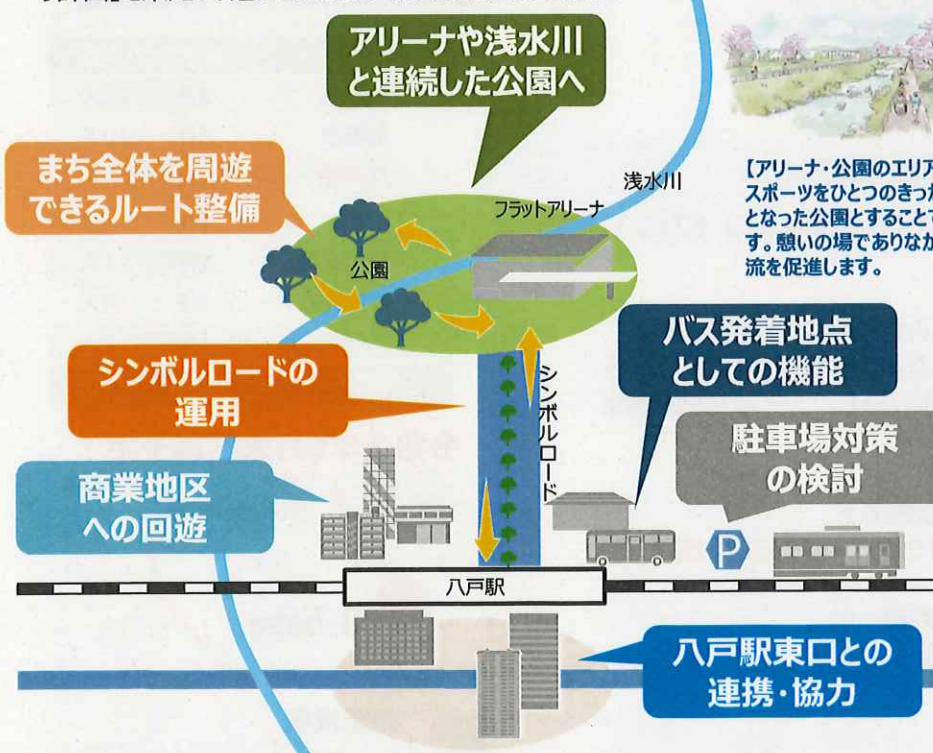 アリーナや浅水川
と連続した公園へ
まち全体を周遊
できるルート整備
浅水川
フラットアリーナ
公園
【アリーナ・公園のエリア
スポーツをひとつのきっか
となった公園とすることで
す。憩いの場でありなが
流を促進します。
シンボルロードの
運用
シンボルロード
バス発着地点
としての機能
駐車場対策
の検討
商業地区
への回遊
P
八戸駅
八戸駅東口との
連携・協力